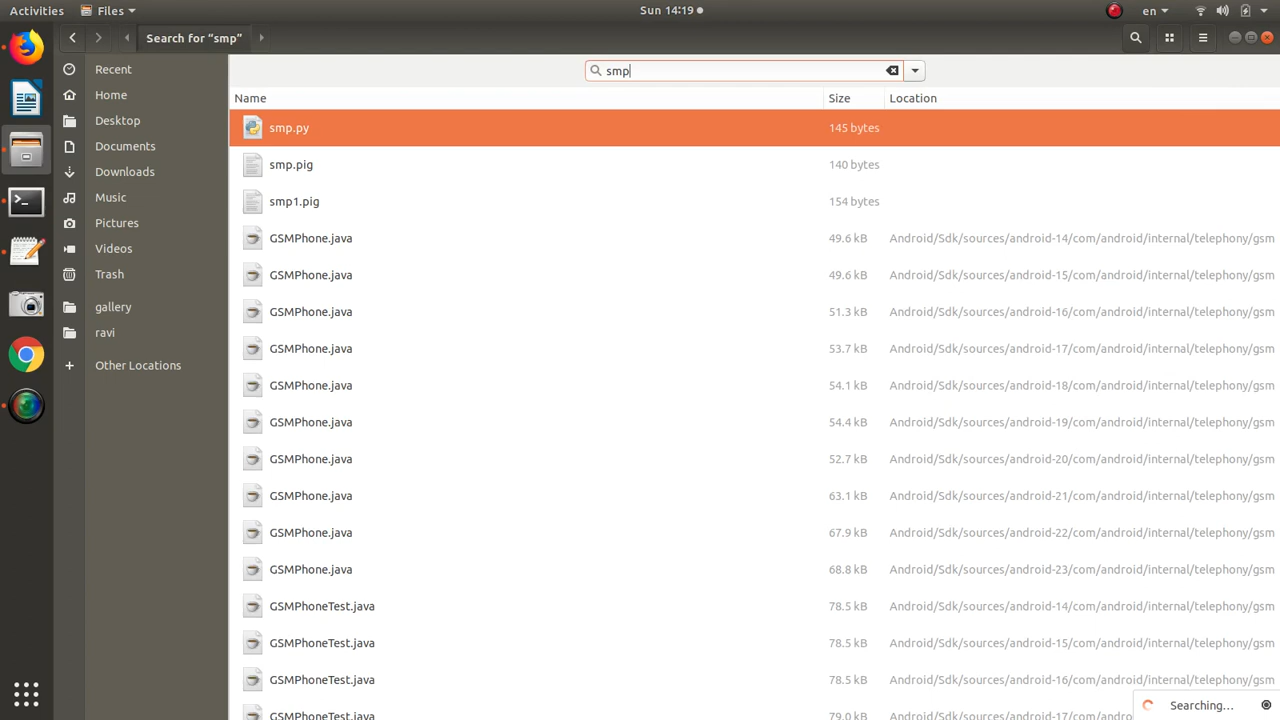 Activities Files Sun 14:19 en
Search for “smp”
smp
Recent
Home
Desktop
Documents
Downloads
Music
Pictures
Videos
Trash
gallery
ravi
Other Locations
Name Size Location
smp.py 145 bytes
smp.pig 140 bytes
smp1.pig 154 bytes
GSMPhone.java 49.6 kB Android/Sdk/sources/android-14/com/android/internal/telephony/gsm
GSMPhone.java 49.6 kB Android/Sdk/sources/android-15/com/android/internal/telephony/gsm
GSMPhone.java 51.3 kB Android/Sdk/sources/android-16/com/android/internal/telephony/gsm
GSMPhone.java 53.7 kB Android/Sdk/sources/android-17/com/android/internal/telephony/gsm
GSMPhone.java 54.1 kB Android/Sdk/sources/android-18/com/android/internal/telephony/gsm
GSMPhone.java 54.4 kB Android/Sdk/sources/android-19/com/android/internal/telephony/gsm
GSMPhone.java 52.7 kB Android/Sdk/sources/android-20/com/android/internal/telephony/gsm
GSMPhone.java 63.1 kB Android/Sdk/sources/android-21/com/android/internal/telephony/gsm
GSMPhone.java 67.9 kB Android/Sdk/sources/android-22/com/android/internal/telephony/gsm
GSMPhone.java 68.8 kB Android/Sdk/sources/android-23/com/android/internal/telephony/gsm
GSMPhoneTest.java 78.5 kB Android/Sdk/sources/android-14/com/android/internal/telephony/gsm
GSMPhoneTest.java 78.5 kB Android/Sdk/sources/android-15/com/android/internal/telephony/gsm
GSMPhoneTest.java 78.5 kB Android/Sdk/sources/android-16/com/android/internal/telephony/gsm
GSMPhoneTest.java 79.0 kB Android/Sdk/sources/android-17/com/android/internal/telephony/gsm
Searching...